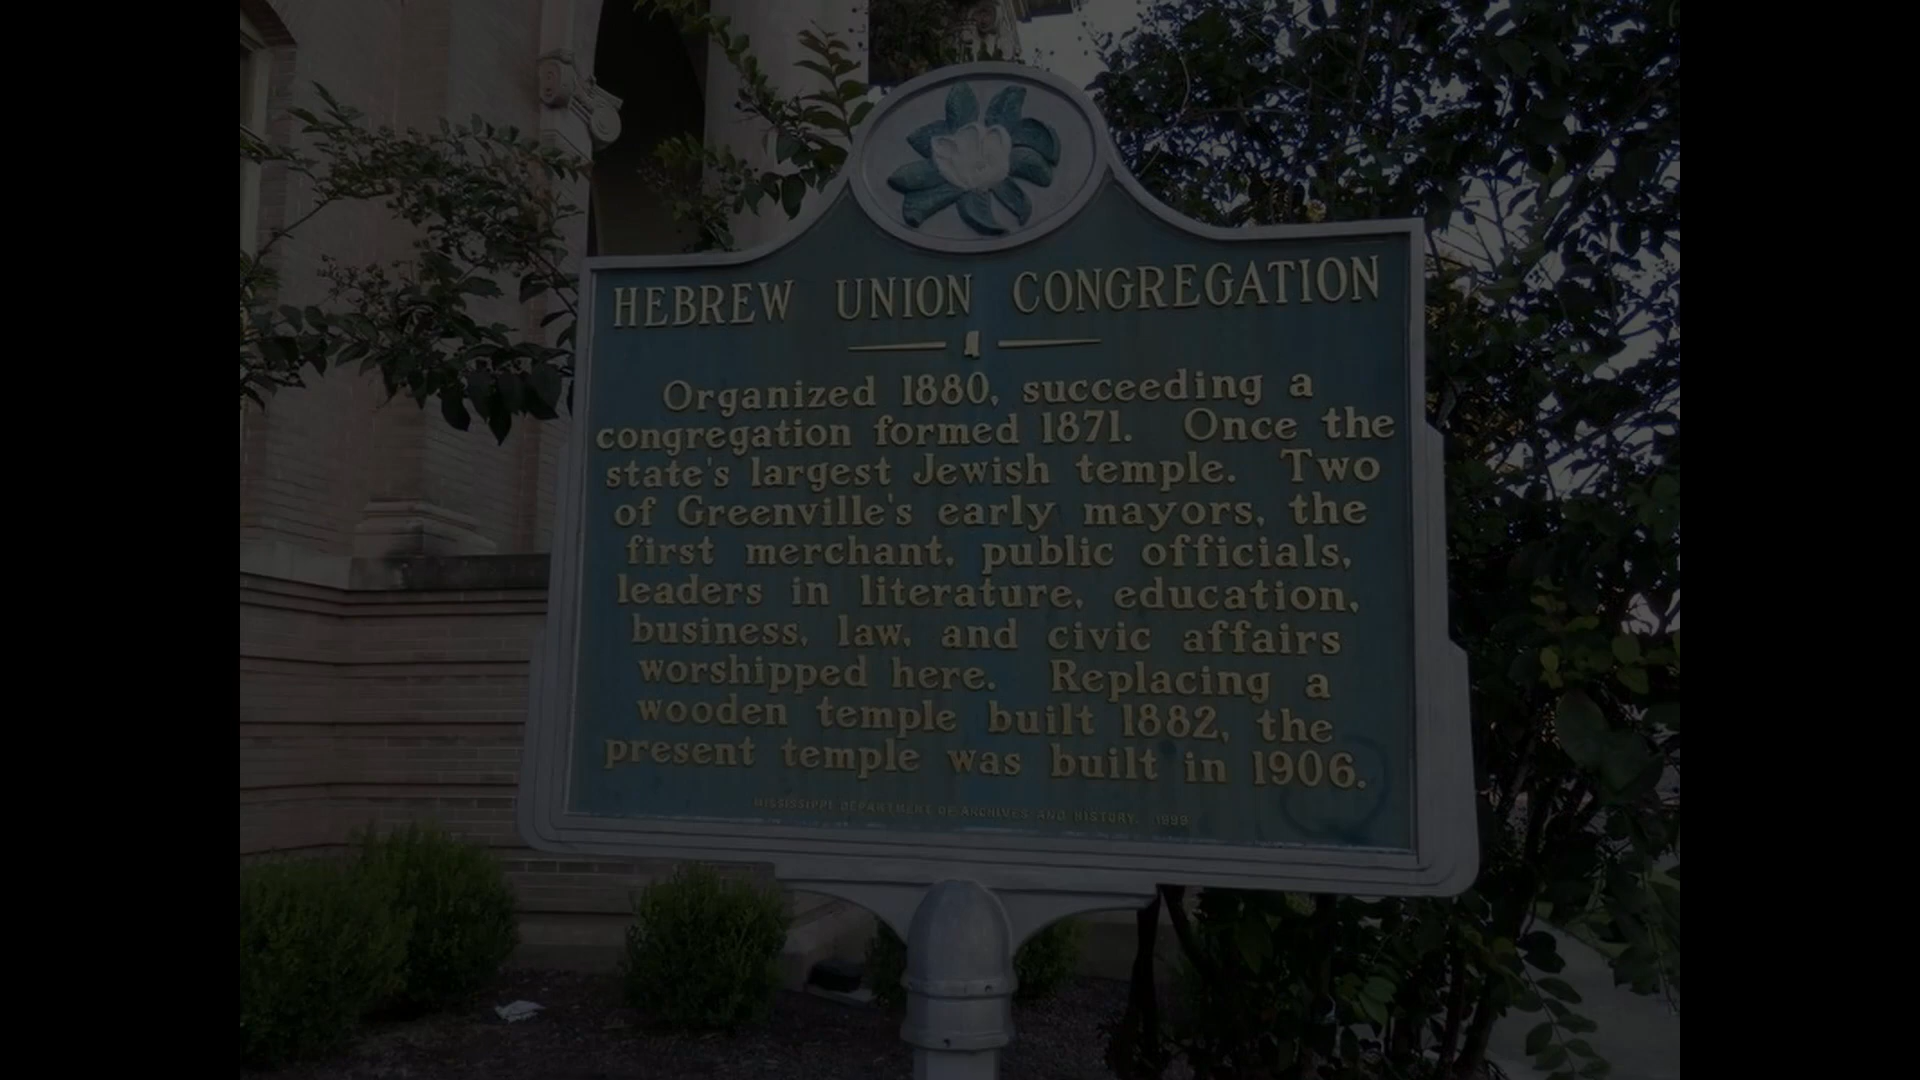 HEBREW UNION CONGREGATION
Organized 1880, succeeding a
congregation formed 1871. Once the
state's largest Jewish temple. Two
of Greenville's early mayors, the
first merchant, public officials,
leaders in literature, education,
business, law, and civic affairs
worshipped here. Replacing a
wooden temple built 1882, the
present temple was built in 1906.
MISSISSIPPI DEPARTMENT OF ARCHIVES AND HISTORY. 1999